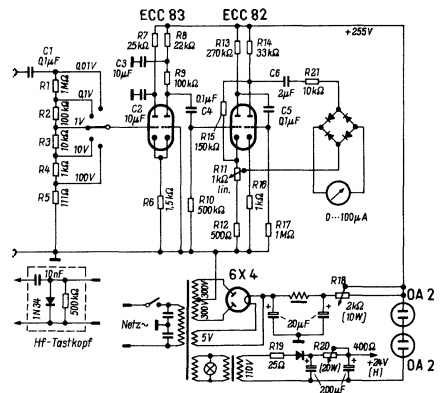 ECC 83
ECC 82
R7
25kΩ
R8
22kΩ
R13
270kΩ
R14
33kΩ
+255V
C1
0,1µF
0,01V
C3
10µF
R9
100kΩ
C6
2µF
R21
10kΩ
R1
1MΩ
0,1V
R2
100kΩ
1V
C2
10µF
0,1µF
C4
C5
0,1µF
R3
10kΩ
10V
R15
150kΩ
R4
1kΩ
100V
R11
1kΩ
lin.
R16
1kΩ
R5
111Ω
R6
1,5kΩ
R10
500kΩ
R12
500Ω
R17
1MΩ
0...100µA
10nF
1N34
500kΩ
Hf-Tastkopf
300V
300V
6X4
R18
2kΩ
[10W]
OA 2
Netz~
5V
20µF
OA 2
110V
R19
25Ω
R20
[20W]
400Ω
+24V
[H]
200µF